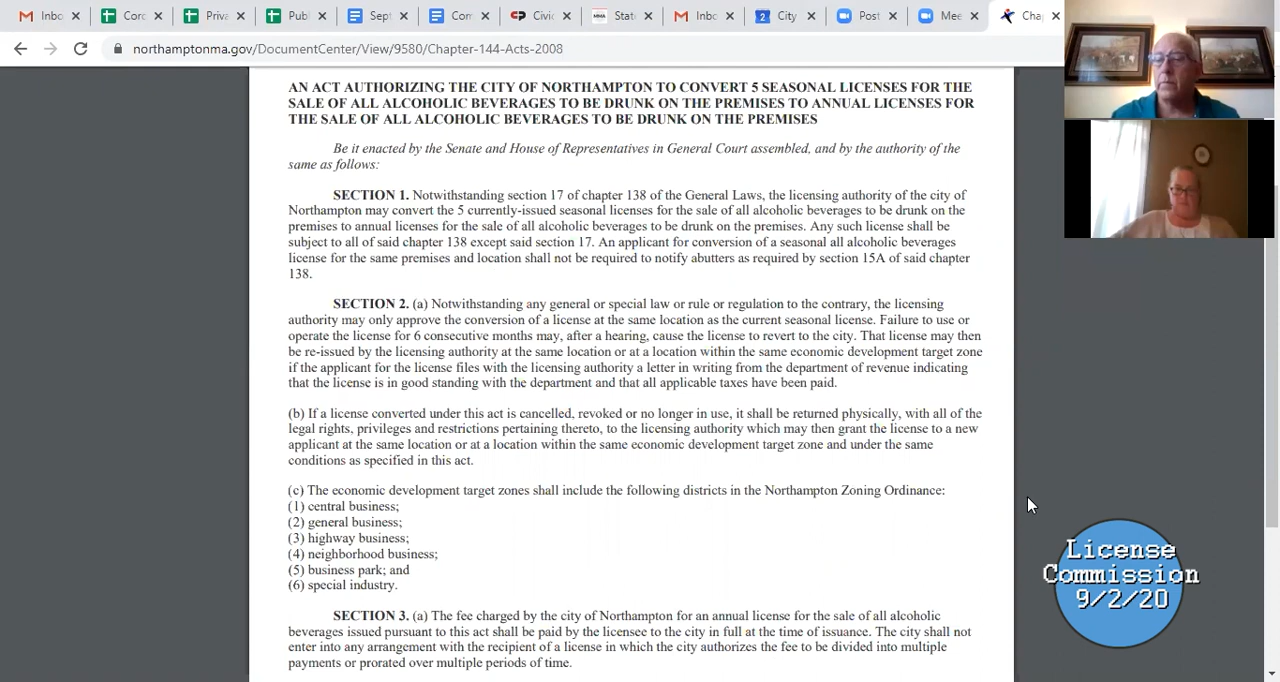 Inbo
Corc
Priva
Publ
Sept
Com
Civic
MMA
State
Inbo
2
City
Post
Mee
Chap
northamptonma.gov/DocumentCenter/View/9580/Chapter-144-Acts-2008
AN ACT AUTHORIZING THE CITY OF NORTHAMPTON TO CONVERT 5 SEASONAL LICENSES FOR THE
SALE OF ALL ALCOHOLIC BEVERAGES TO BE DRUNK ON THE PREMISES TO ANNUAL LICENSES FOR
THE SALE OF ALL ALCOHOLIC BEVERAGES TO BE DRUNK ON THE PREMISES
Be it enacted by the Senate and House of Representatives in General Court assembled, and by the authority of the
same as follows:
SECTION 1. Notwithstanding section 17 of chapter 138 of the General Laws, the licensing authority of the city of
Northampton may convert the 5 currently-issued seasonal licenses for the sale of all alcoholic beverages to be drunk on the
premises to annual licenses for the sale of all alcoholic beverages to be drunk on the premises. Any such license shall be
subject to all of said chapter 138 except said section 17. An applicant for conversion of a seasonal all alcoholic beverages
license for the same premises and location shall not be required to notify abutters as required by section 15A of said chapter
138.
SECTION 2. (a) Notwithstanding any general or special law or rule or regulation to the contrary, the licensing
authority may only approve the conversion of a license at the same location as the current seasonal license. Failure to use or
operate the license for 6 consecutive months may, after a hearing, cause the license to revert to the city. That license may then
be re-issued by the licensing authority at the same location or at a location within the same economic development target zone
if the applicant for the license files with the licensing authority a letter in writing from the department of revenue indicating
that the license is in good standing with the department and that all applicable taxes have been paid.
(b) If a license converted under this act is cancelled, revoked or no longer in use, it shall be returned physically, with all of the
legal rights, privileges and restrictions pertaining thereto, to the licensing authority which may then grant the license to a new
applicant at the same location or at a location within the same economic development target zone and under the same
conditions as specified in this act.
(c) The economic development target zones shall include the following districts in the Northampton Zoning Ordinance:
(1) central business;
(2) general business;
(3) highway business;
(4) neighborhood business;
(5) business park; and
(6) special industry.
SECTION 3. (a) The fee charged by the city of Northampton for an annual license for the sale of all alcoholic
beverages issued pursuant to this act shall be paid by the licensee to the city in full at the time of issuance. The city shall not
enter into any arrangement with the recipient of a license in which the city authorizes the fee to be divided into multiple
payments or prorated over multiple periods of time.
License
Commission
9/2/20